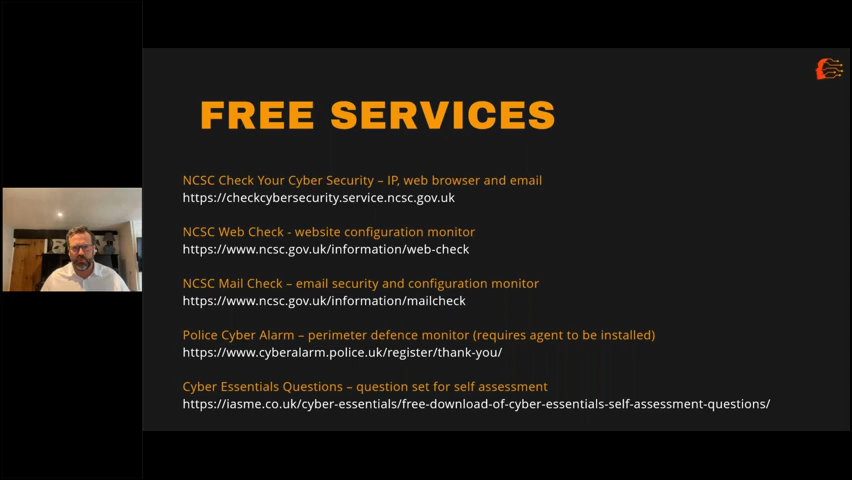 FREE SERVICES
NCSC Check Your Cyber Security – IP, web browser and email
https://checkcybersecurity.service.ncsc.gov.uk
NCSC Web Check - website configuration monitor
https://www.ncsc.gov.uk/information/web-check
NCSC Mail Check – email security and configuration monitor
https://www.ncsc.gov.uk/information/mailcheck
Police Cyber Alarm – perimeter defence monitor (requires agent to be installed)
https://www.cyberalarm.police.uk/register/thank-you/
Cyber Essentials Questions – question set for self assessment
https://iasme.co.uk/cyber-essentials/free-download-of-cyber-essentials-self-assessment-questions/